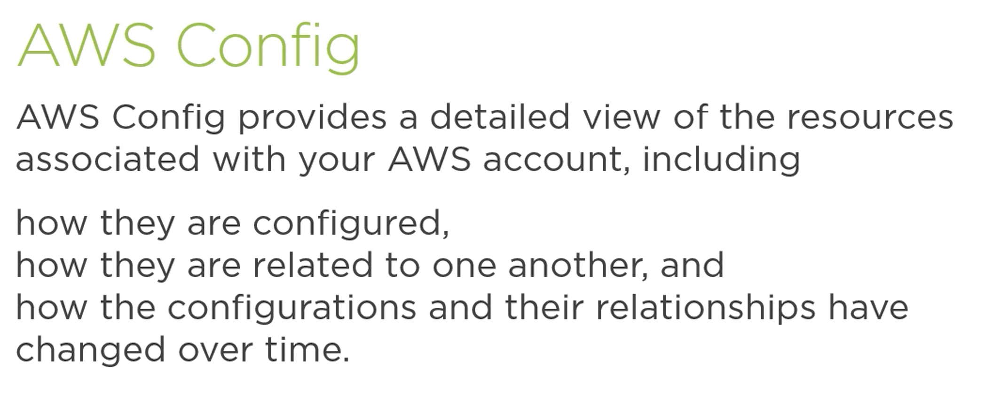 AWS Config
AWS Config provides a detailed view of the resources
associated with your AWS account, including
how they are configured,
how they are related to one another, and
how the configurations and their relationships have
changed over time.